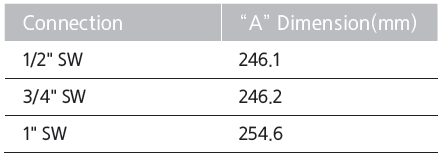 Connection “A” Dimension(mm)
1/2" SW 246.1
3/4" SW 246.2
1" SW 254.6